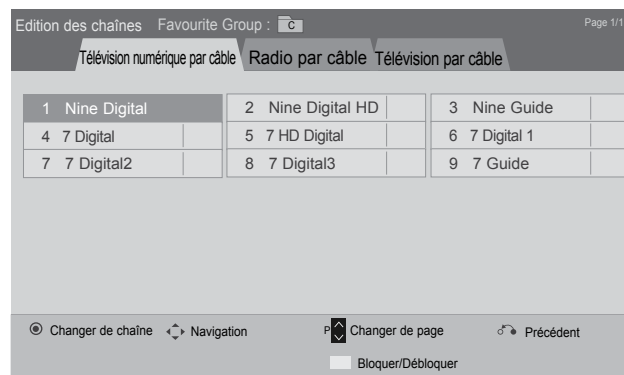 Edition des chaînes Favourite Group : C Page 1/1
Télévision numérique par câble Radio par câble Télévision par câble
1 Nine Digital 2 Nine Digital HD 3 Nine Guide
4 7 Digital 5 7 HD Digital 6 7 Digital 1
7 7 Digital2 8 7 Digital3 9 7 Guide
Changer de chaîne Navigation P Changer de page Précédent
Bloquer/Débloquer